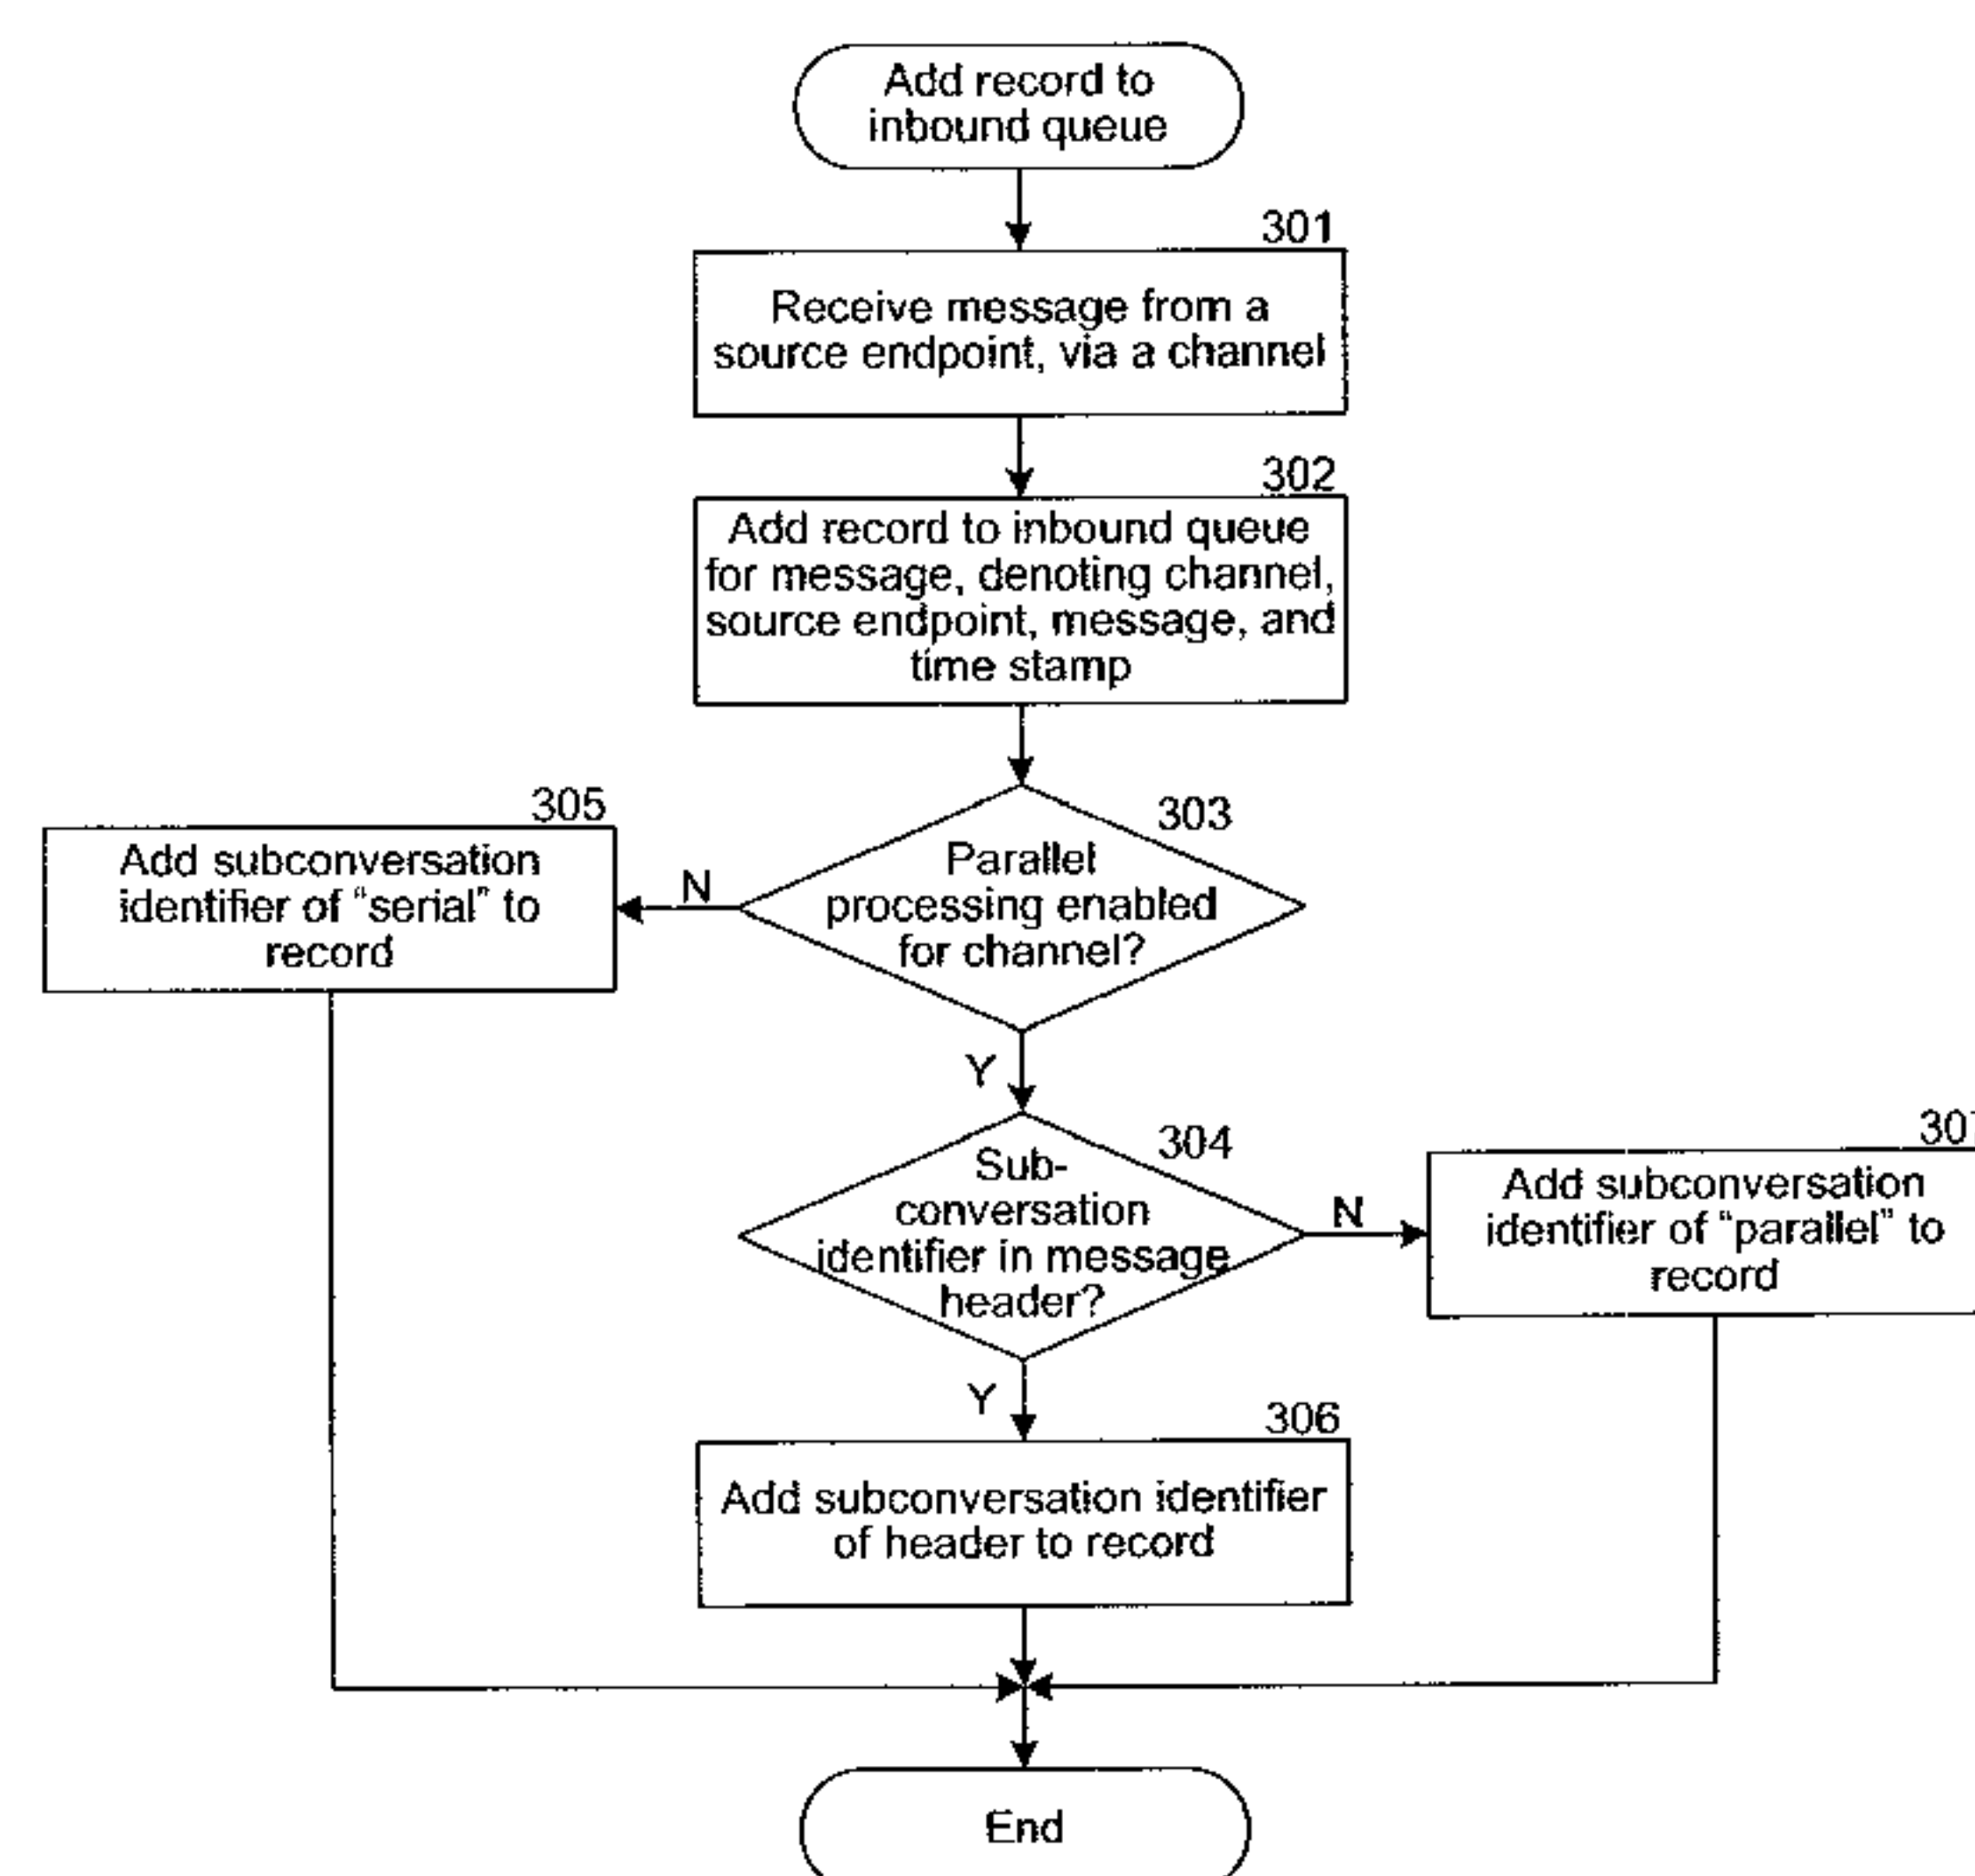 Add record to
inbound queue
301
Receive message from a
source endpoint, via a channel
302
Add record to inbound queue
for message, denoting channel,
source endpoint, message, and
time stamp
303
Parallel
processing enabled
for channel?
N
305
Add subconversation
identifier of “serial” to
record
Y
304
Sub-
conversation
identifier in message
header?
N
307
Add subconversation
identifier of “parallel” to
record
Y
306
Add subconversation identifier
of header to record
End